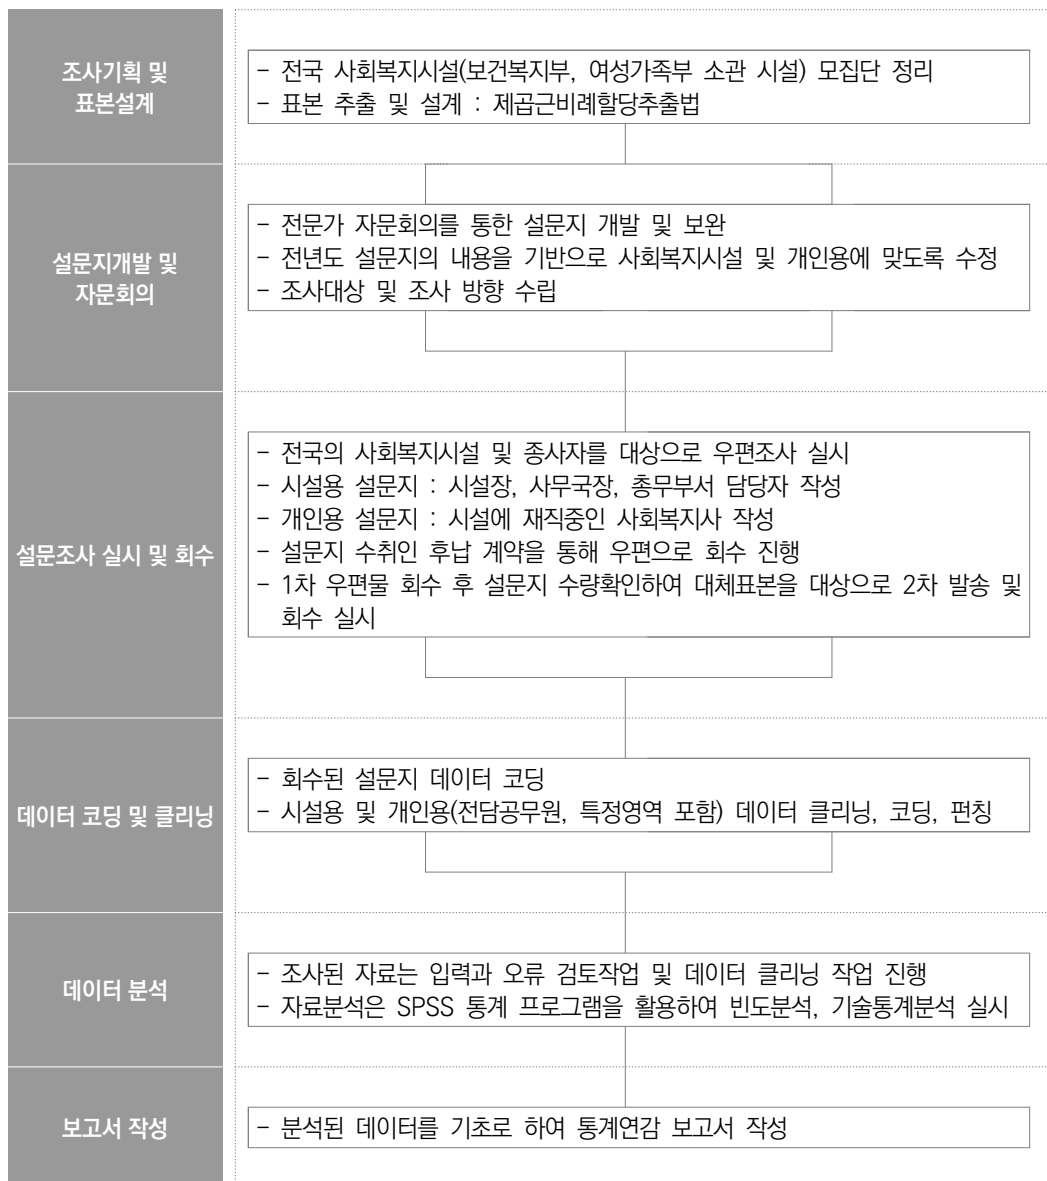 조사기획 및
표본설계
- 전국 사회복지시설(보건복지부, 여성가족부 소관 시설) 모집단 정리
- 표본 추출 및 설계 : 제곱근비례할당추출법
설문지개발 및
자문회의
- 전문가 자문회의를 통한 설문지 개발 및 보완
- 전년도 설문지의 내용을 기반으로 사회복지시설 및 개인용에 맞도록 수정
- 조사대상 및 조사 방향 수립
설문조사 실시 및 회수
- 전국의 사회복지시설 및 종사자를 대상으로 우편조사 실시
- 시설용 설문지 : 시설장, 사무국장, 총무부서 담당자 작성
- 개인용 설문지 : 시설에 재직중인 사회복지사 작성
- 설문지 수취인 후납 계약을 통해 우편으로 회수 진행
- 1차 우편물 회수 후 설문지 수량확인하여 대체표본을 대상으로 2차 발송 및
회수 실시
데이터 코딩 및 클리닝
- 회수된 설문지 데이터 코딩
- 시설용 및 개인용(전담공무원, 특정영역 포함) 데이터 클리닝, 코딩, 펀칭
데이터 분석
- 조사된 자료는 입력과 오류 검토작업 및 데이터 클리닝 작업 진행
- 자료분석은 SPSS 통계 프로그램을 활용하여 빈도분석, 기술통계분석 실시
보고서 작성
- 분석된 데이터를 기초로 하여 통계연감 보고서 작성